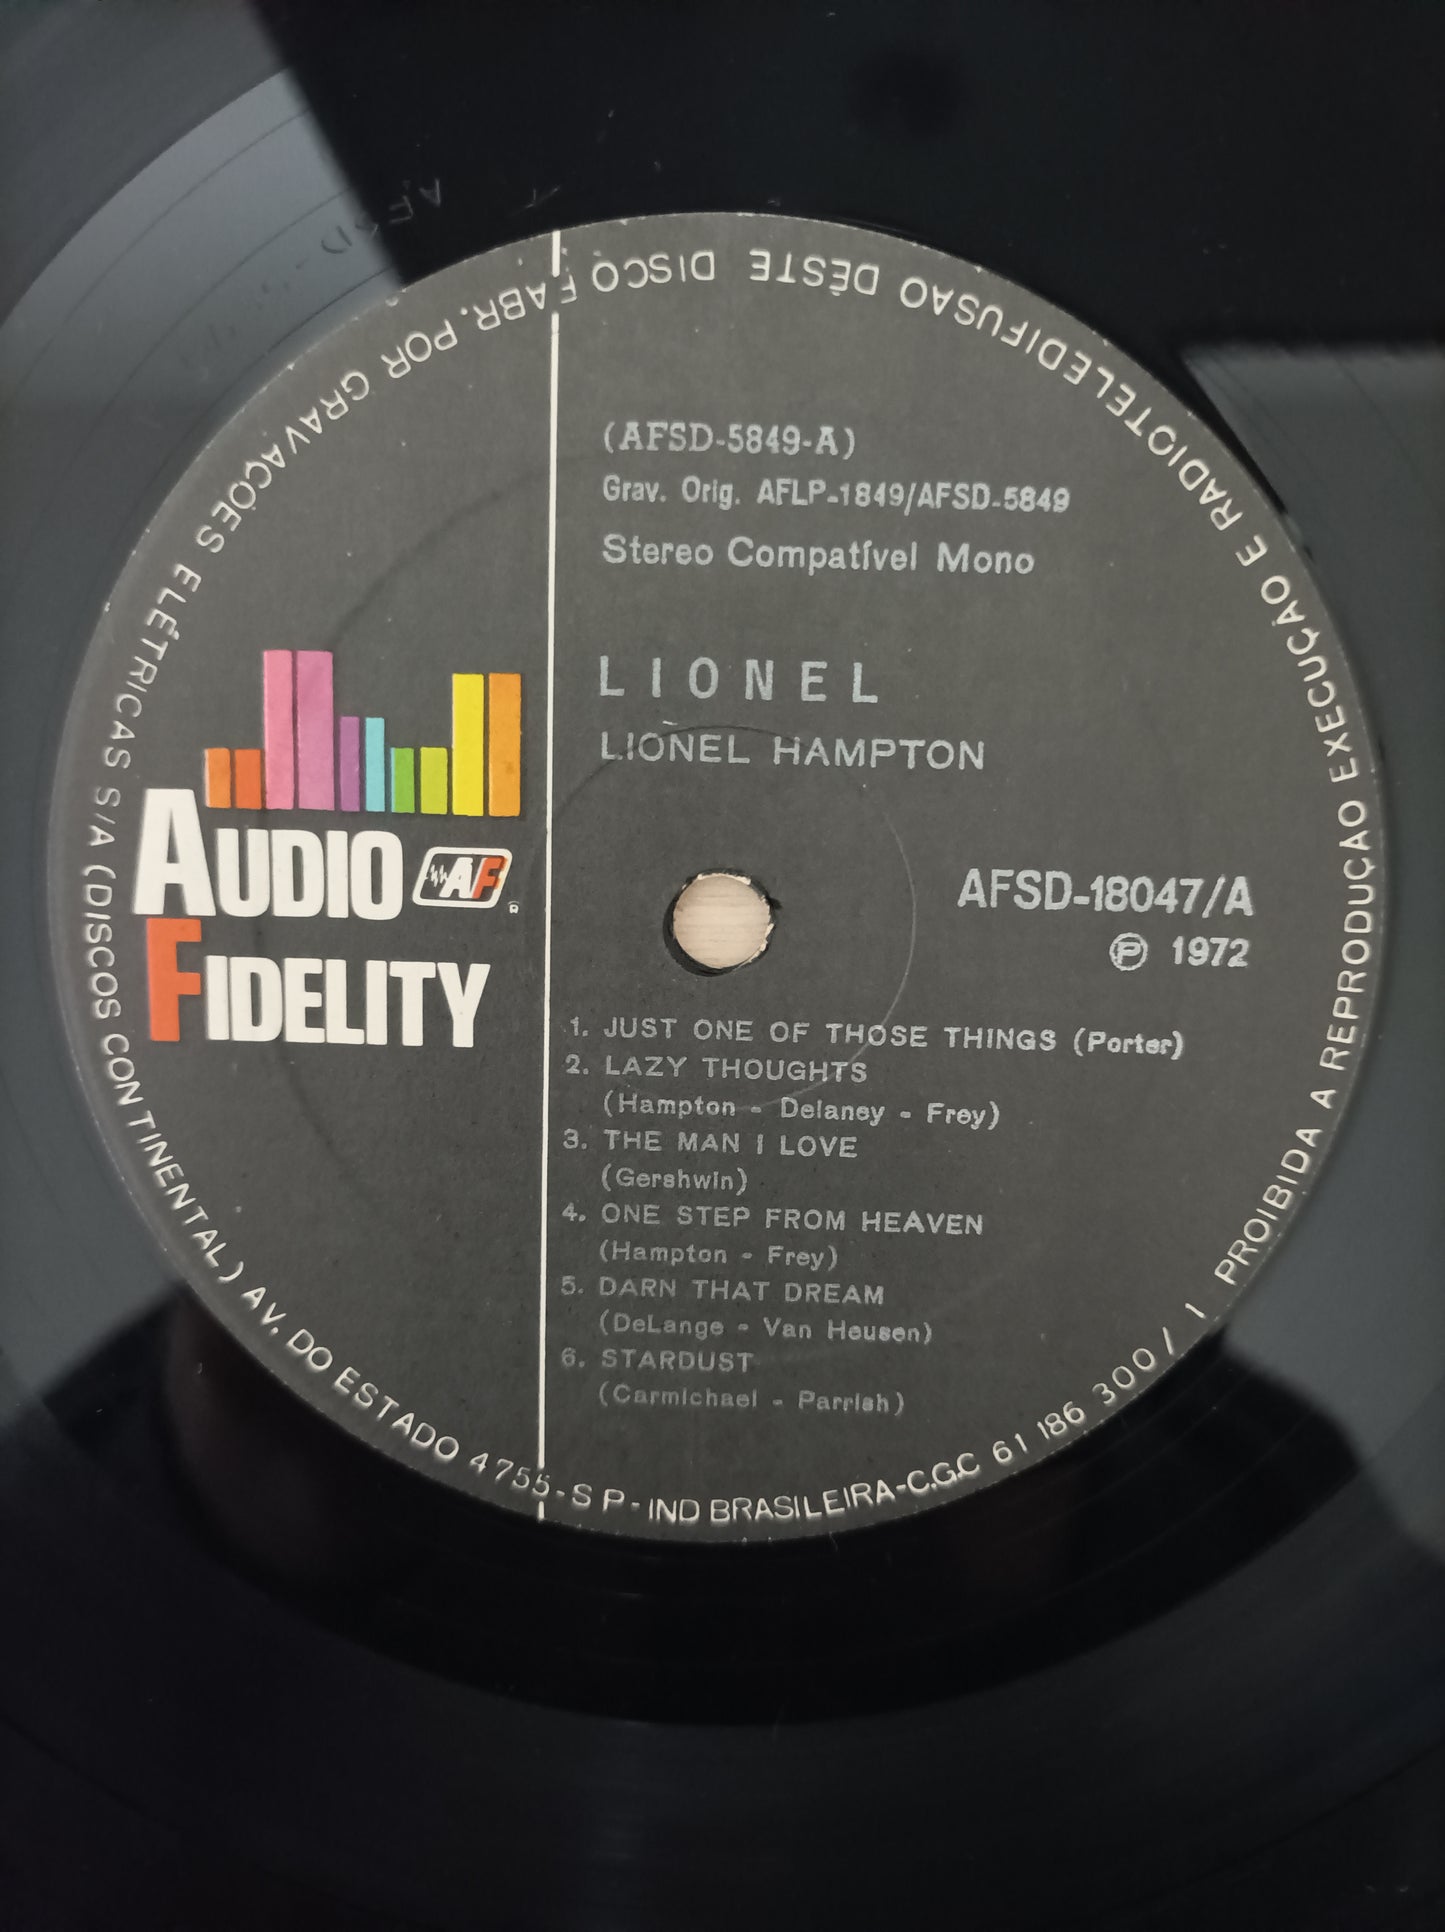 (AFSD-5849-A)
Grav. Orig. AFLP-1849/AFSD-5849
Stereo Compatível Mono
LIONEL
LIONEL HAMPTON
AUDIO AF
FIDELITY
AFSD-18047/A
Ⓟ 1972
1. JUST ONE OF THOSE THINGS (Porter)
2. LAZY THOUGHTS
(Hampton - Delaney - Frey)
3. THE MAN I LOVE
(Gershwin)
4. ONE STEP FROM HEAVEN
(Hampton - Frey)
5. DARN THAT DREAM
(DeLange - Van Heusen)
6. STARDUST
(Carmichael - Parrish)
PROIBIDA A REPRODUÇAO EXECUÇÃO E RADIOTELEDIFUSAO DÊSTE DISCO FABR. POR GRAVAÇÕES ELÉTRICAS S/A (DISCOS CONTINENTAL) AV. DO ESTADO 4755-SP-IND BRASILEIRA-C.G.C 61 186 300/1
AFSD